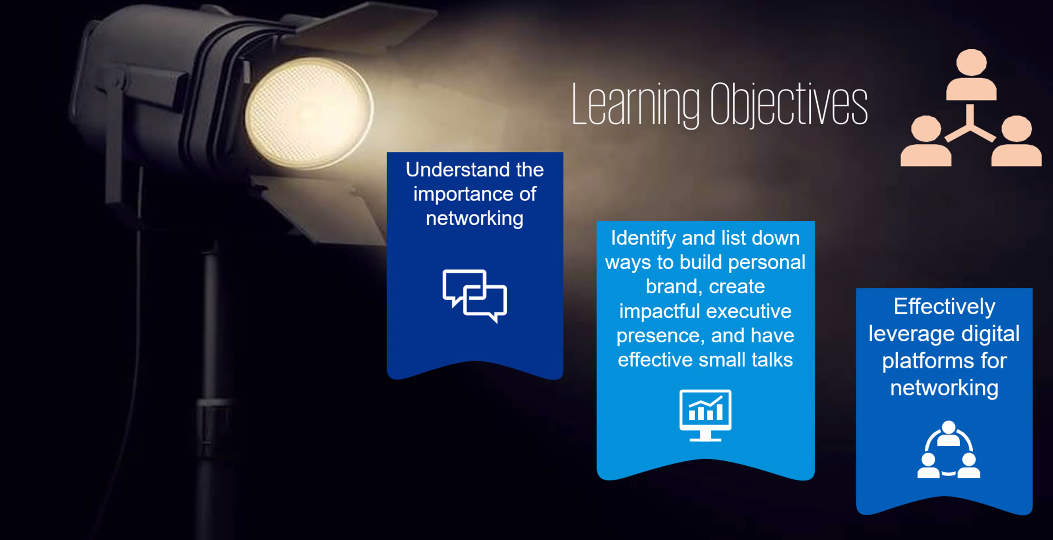 Learning Objectives
Understand the
importance of
networking
Identify and list down
ways to build personal
brand, create
impactful executive
presence, and have
effective small talks
Effectively
leverage digital
platforms for
networking